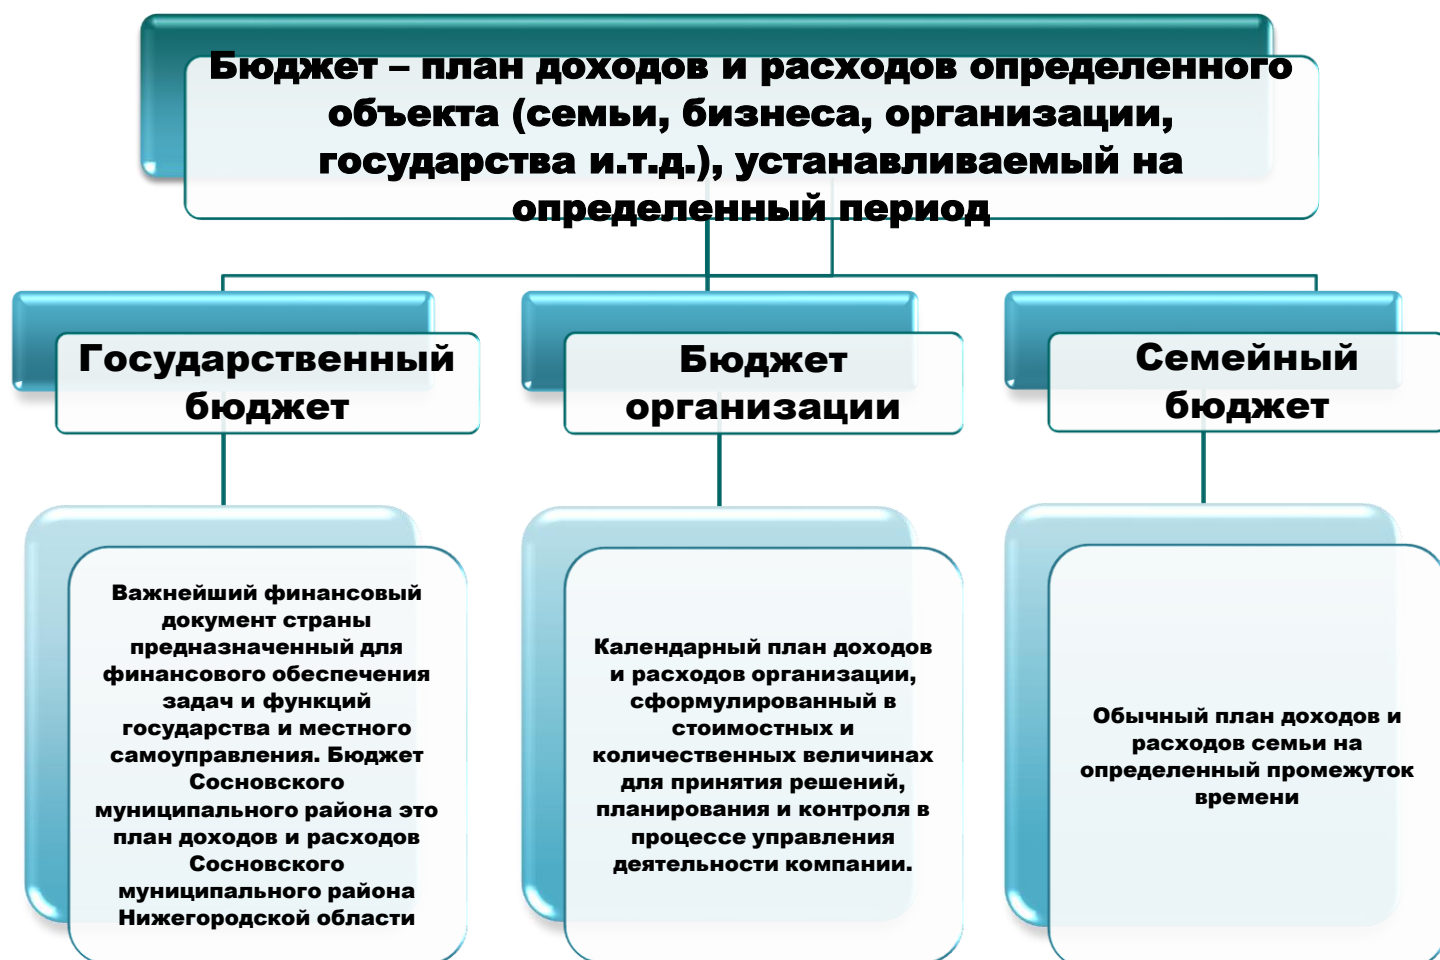 Бюджет – план доходов и расходов определенного
объекта (семьи, бизнеса, организации,
государства и.т.д.), устанавливаемый на
определенный период
Государственный
бюджет
Бюджет
организации
Семейный
бюджет
Важнейший финансовый
документ страны
предназначенный для
финансового обеспечения
задач и функций
государства и местного
самоуправления. Бюджет
Сосновского
муниципального района это
план доходов и расходов
Сосновского
муниципального района
Нижегородской области
Календарный план доходов
и расходов организации,
сформулированный в
стоимостных и
количественных величинах
для принятия решений,
планирования и контроля в
процессе управления
деятельности компании.
Обычный план доходов и
расходов семьи на
определенный промежуток
времени